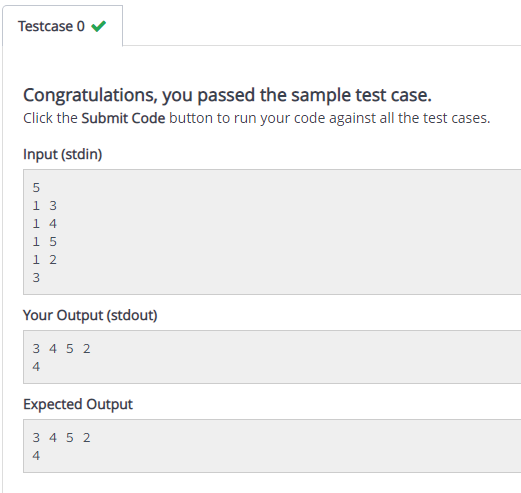 Testcase 0
Congratulations, you passed the sample test case.
Click the Submit Code button to run your code against all the test cases.
Input (stdin)
5
1 3
1 4
1 5
1 2
3
Your Output (stdout)
3 4 5 2
4
Expected Output
3 4 5 2
4